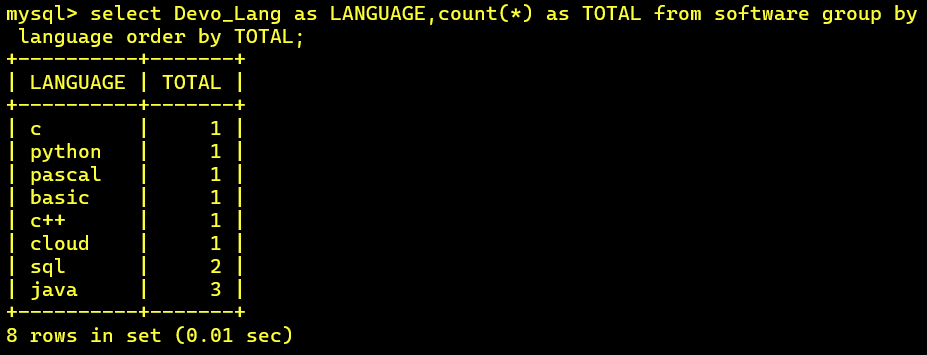 mysql> select Devo_Lang as LANGUAGE,count(*) as TOTAL from software group by
 language order by TOTAL;
+----------+-------+
| LANGUAGE | TOTAL |
+----------+-------+
| c        |     1 |
| python   |     1 |
| pascal   |     1 |
| basic    |     1 |
| c++      |     1 |
| cloud    |     1 |
| sql      |     2 |
| java     |     3 |
+----------+-------+
8 rows in set (0.01 sec)